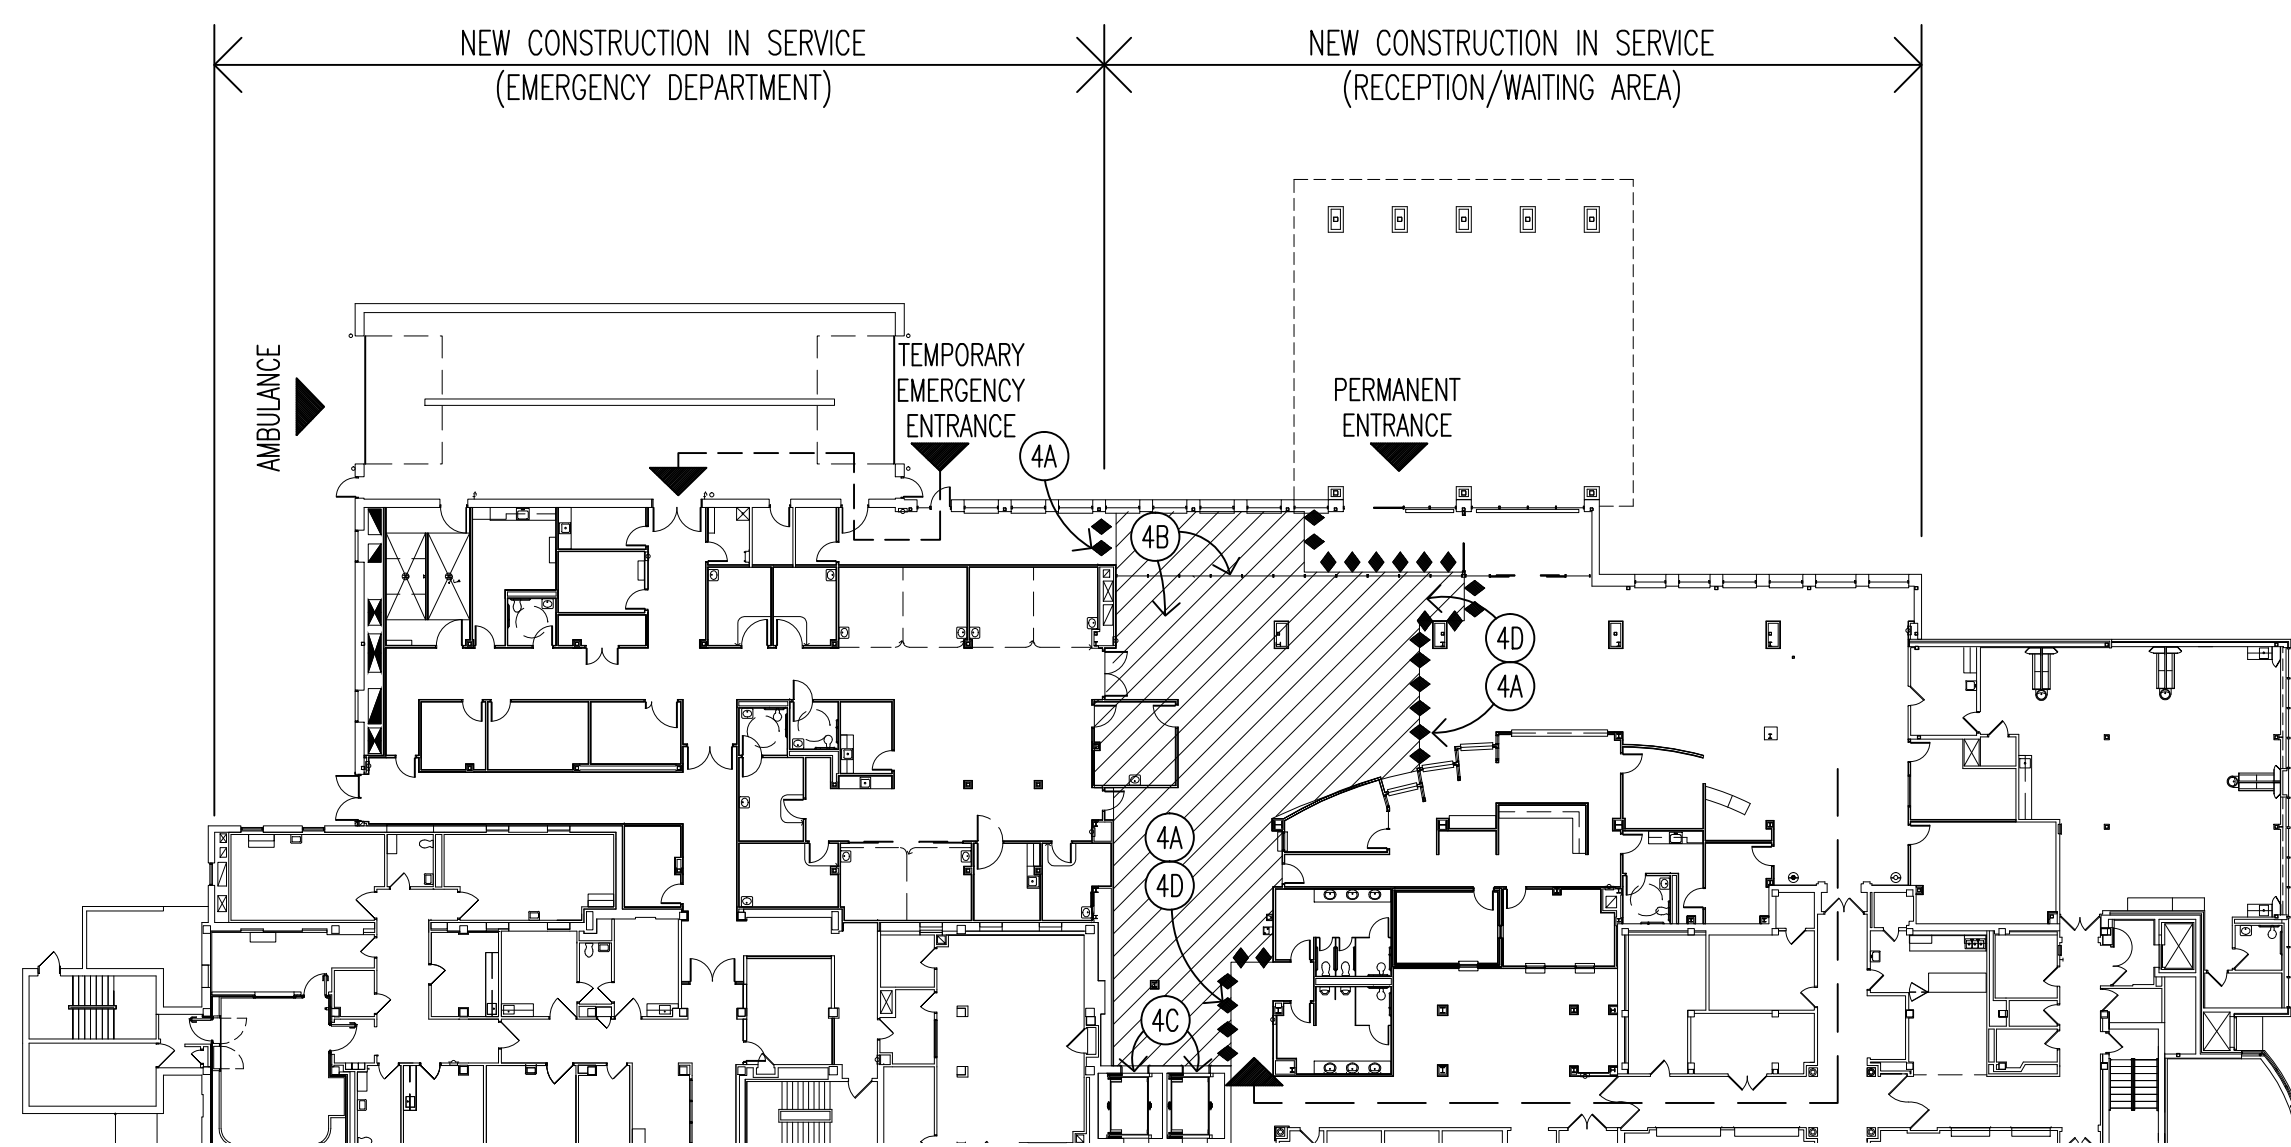 NEW CONSTRUCTION IN SERVICE
(EMERGENCY DEPARTMENT)
NEW CONSTRUCTION IN SERVICE
(RECEPTION/WAITING AREA)
AMBULANCE
TEMPORARY
EMERGENCY
ENTRANCE
PERMANENT
ENTRANCE
4A
4B
4D
4A
4A
4D
4C